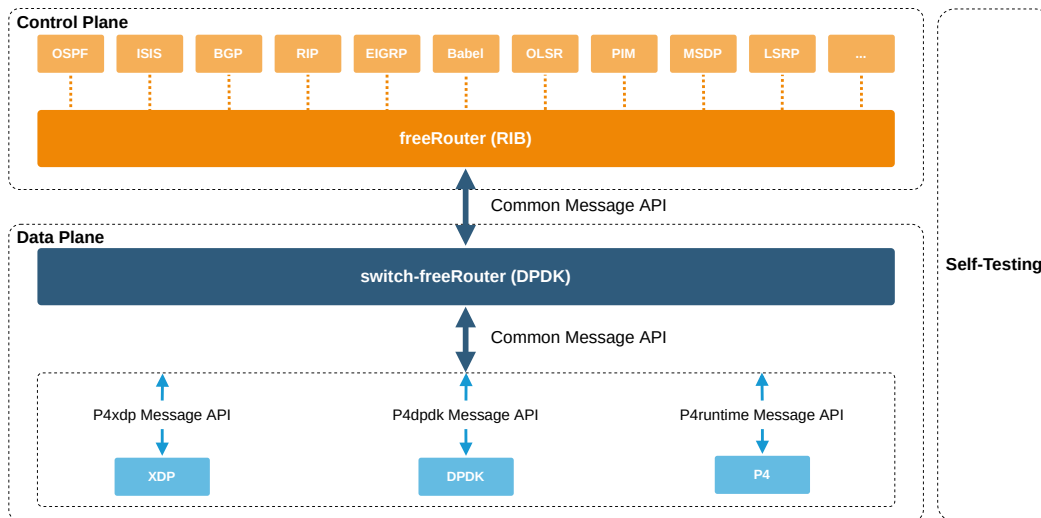 Control Plane
OSPF
ISIS
BGP
RIP
EIGRP
Babel
OLSR
PIM
MSDP
LSRP
...
freeRouter (RIB)
Common Message API
Data Plane
switch-freeRouter (DPDK)
Common Message API
P4xdp Message API
P4dpdk Message API
P4runtime Message API
XDP
DPDK
P4
Self-Testing